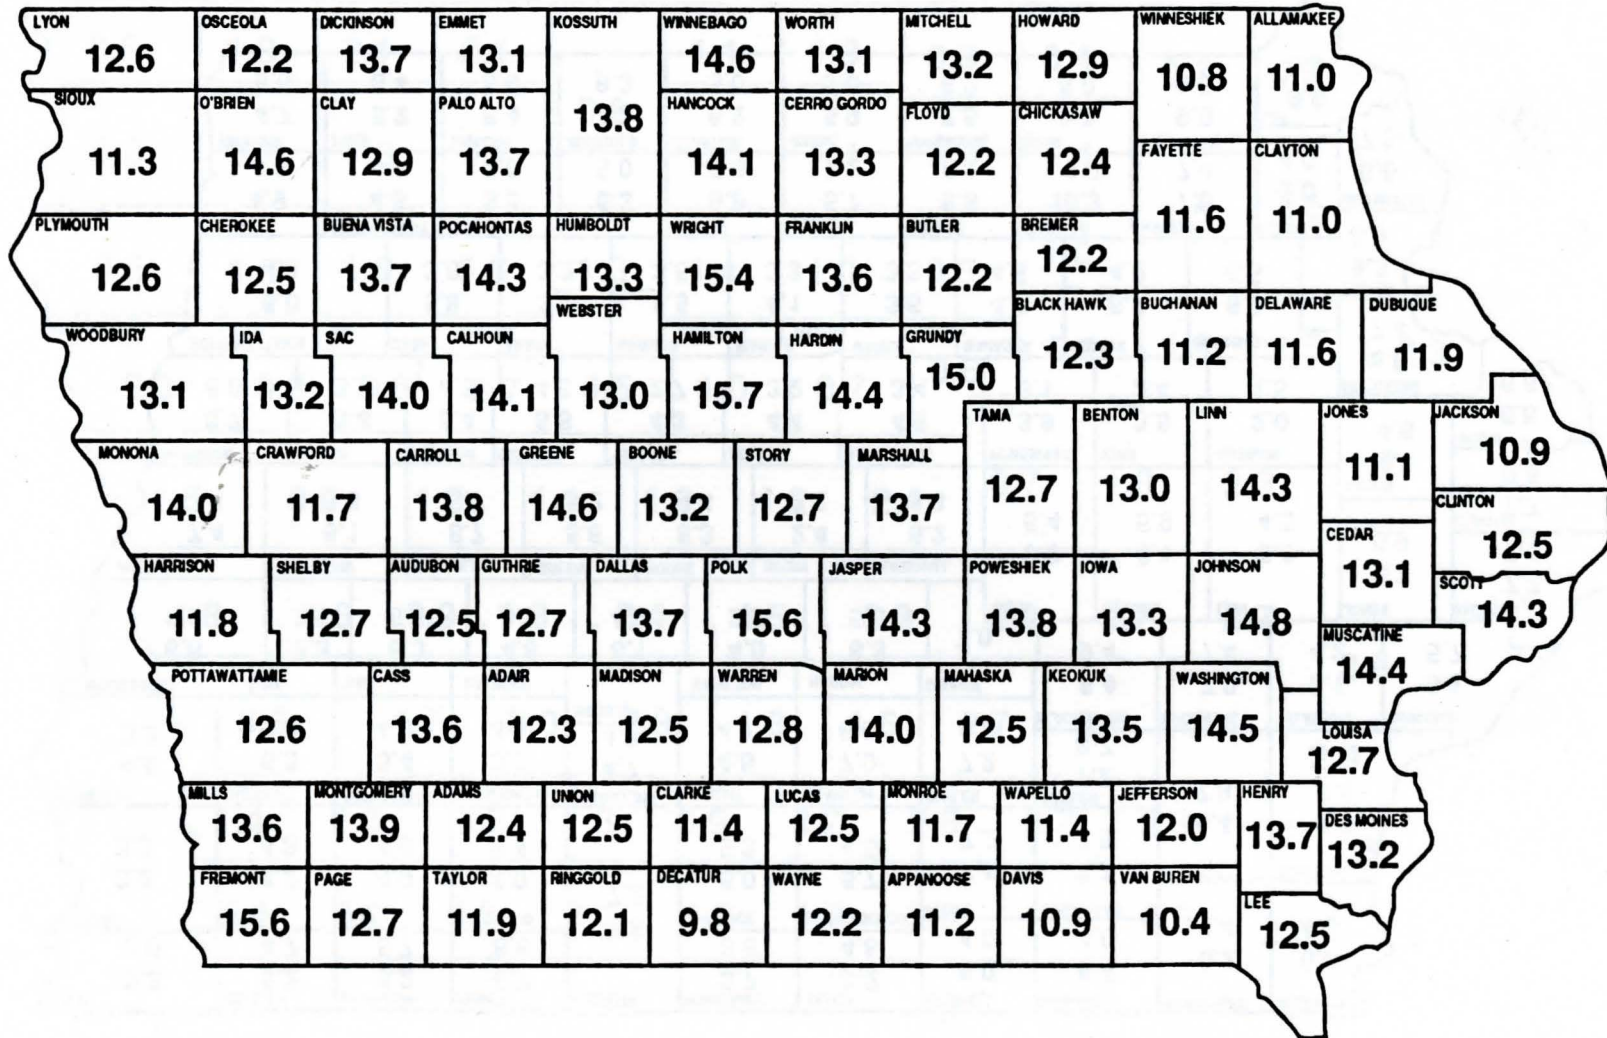 LYON OSCEOLA DICKINSON EMMET KOSSUTH WINNEBAGO WORTH MITCHELL HOWARD WINNESHIEK ALLAMAKEE
12.6 12.2 13.7 13.1 13.8 14.6 13.1 13.2 12.9 10.8 11.0
SIOUX O'BRIEN CLAY PALO ALTO HANCOCK CERRO GORDO FLOYD CHICKASAW FAYETTE CLAYTON
11.3 14.6 12.9 13.7 14.1 13.3 12.2 12.4 11.6 11.0
PLYMOUTH CHEROKEE BUENA VISTA POCAHONTAS HUMBOLDT WRIGHT FRANKLIN BUTLER BREMER
12.6 12.5 13.7 14.3 13.3 15.4 13.6 12.2 12.2
WEBSTER BLACK HAWK BUCHANAN DELAWARE DUBUQUE
WOODBURY IDA SAC CALHOUN HAMILTON HARDIN GRUNDY
13.1 13.2 14.0 14.1 13.0 15.7 14.4 15.0 12.3 11.2 11.6 11.9
TAMA BENTON LINN JONES JACKSON
MONONA CRAWFORD CARROLL GREENE BOONE STORY MARSHALL
14.0 11.7 13.8 14.6 13.2 12.7 13.7 12.7 13.0 14.3 11.1 10.9
CLINTON
12.5
CEDAR
13.1
HARRISON SHELBY AUDUBON GUTHRIE DALLAS POLK JASPER POWESHIEK IOWA JOHNSON SCOTT
11.8 12.7 12.5 12.7 13.7 15.6 14.3 13.8 13.3 14.8 14.3
MUSCATINE
14.4
POTTAWATTAMIE CASS ADAIR MADISON WARREN MARION MAHASKA KEOKUK WASHINGTON
12.6 13.6 12.3 12.5 12.8 14.0 12.5 13.5 14.5
LOUISA
12.7
MILLS MONTGOMERY ADAMS UNION CLARKE LUCAS MONROE WAPELLO JEFFERSON HENRY DES MOINES
13.6 13.9 12.4 12.5 11.4 12.5 11.7 11.4 12.0 13.7 13.2
FREMONT PAGE TAYLOR RINGGOLD DECATUR WAYNE APPANOOSE DAVIS VAN BUREN LEE
15.6 12.7 11.9 12.1 9.8 12.2 11.2 10.9 10.4 12.5